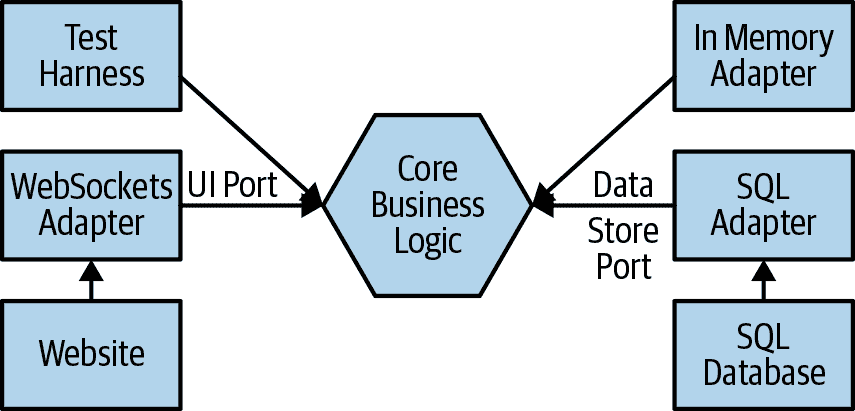 Test
Harness
In Memory
Adapter
WebSockets
Adapter
UI Port
Core
Business
Logic
Data
Store
Port
SQL
Adapter
Website
SQL
Database